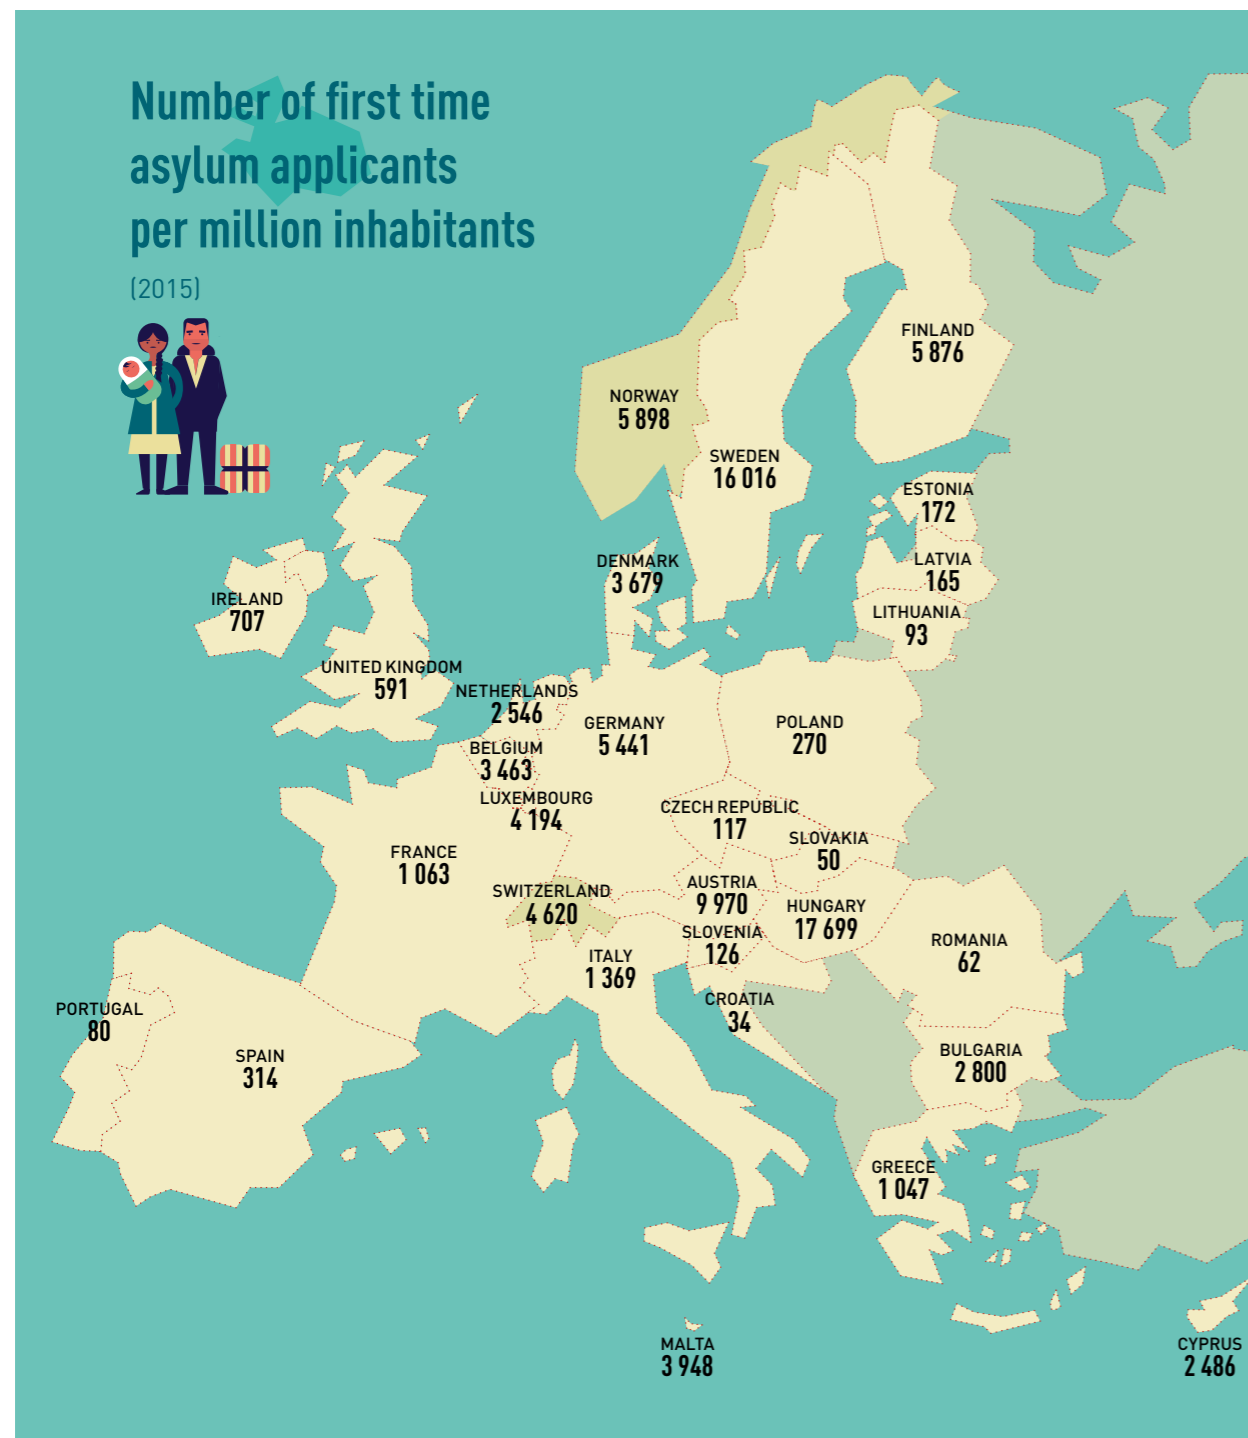 Number of first time
asylum applicants
per million inhabitants
(2015)
FINLAND
5 876
NORWAY
5 898
SWEDEN
16 016
ESTONIA
172
DENMARK
3 679
LATVIA
165
IRELAND
707
LITHUANIA
93
UNITED KINGDOM
591
NETHERLANDS
2 546
GERMANY
5 441
POLAND
270
BELGIUM
3 463
LUXEMBOURG
4 194
CZECH REPUBLIC
117
SLOVAKIA
50
FRANCE
1 063
SWITZERLAND
4 620
AUSTRIA
9 970
HUNGARY
17 699
SLOVENIA
126
ROMANIA
62
ITALY
1 369
CROATIA
34
PORTUGAL
80
SPAIN
314
BULGARIA
2 800
GREECE
1 047
MALTA
3 948
CYPRUS
2 486